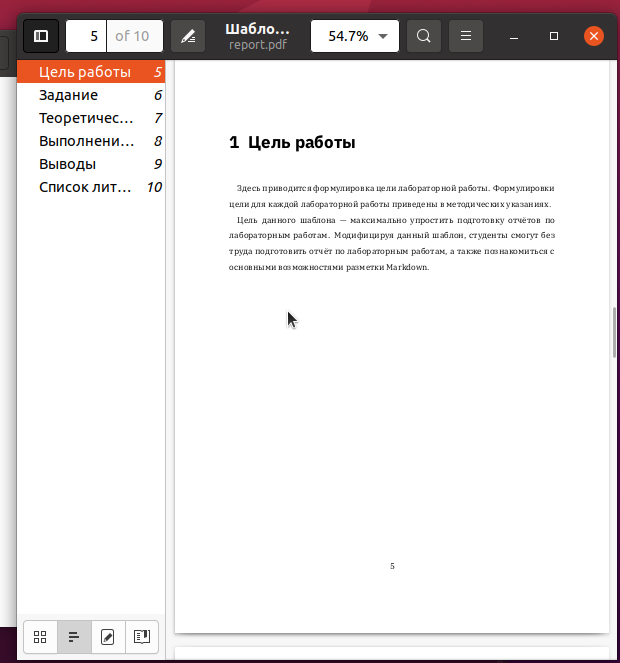 5 of 10
Шабло...
report.pdf
54.7%
Цель работы 5
Задание 6
Теоретичес... 7
Выполнени... 8
Выводы 9
Список лит... 10
1 Цель работы
Здесь приводится формулировка цели лабораторной работы. Формулировки
цели для каждой лабораторной работы приведены в методических указаниях.
Цель данного шаблона — максимально упростить подготовку отчётов по
лабораторным работам. Модифицируя данный шаблон, студенты смогут без
труда подготовить отчёт по лабораторным работам, а также познакомиться с
основными возможностями разметки Markdown.
5